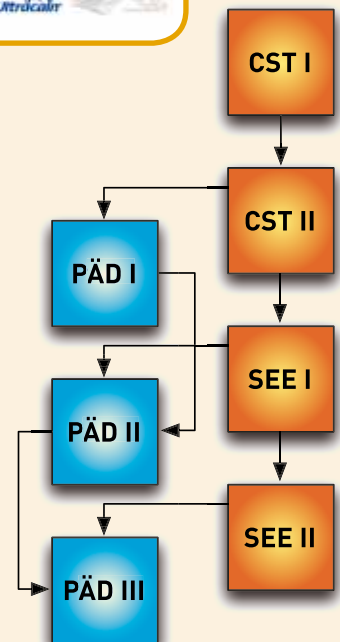 CST I
CST II
PÄD I
SEE I
PÄD II
SEE II
PÄD III